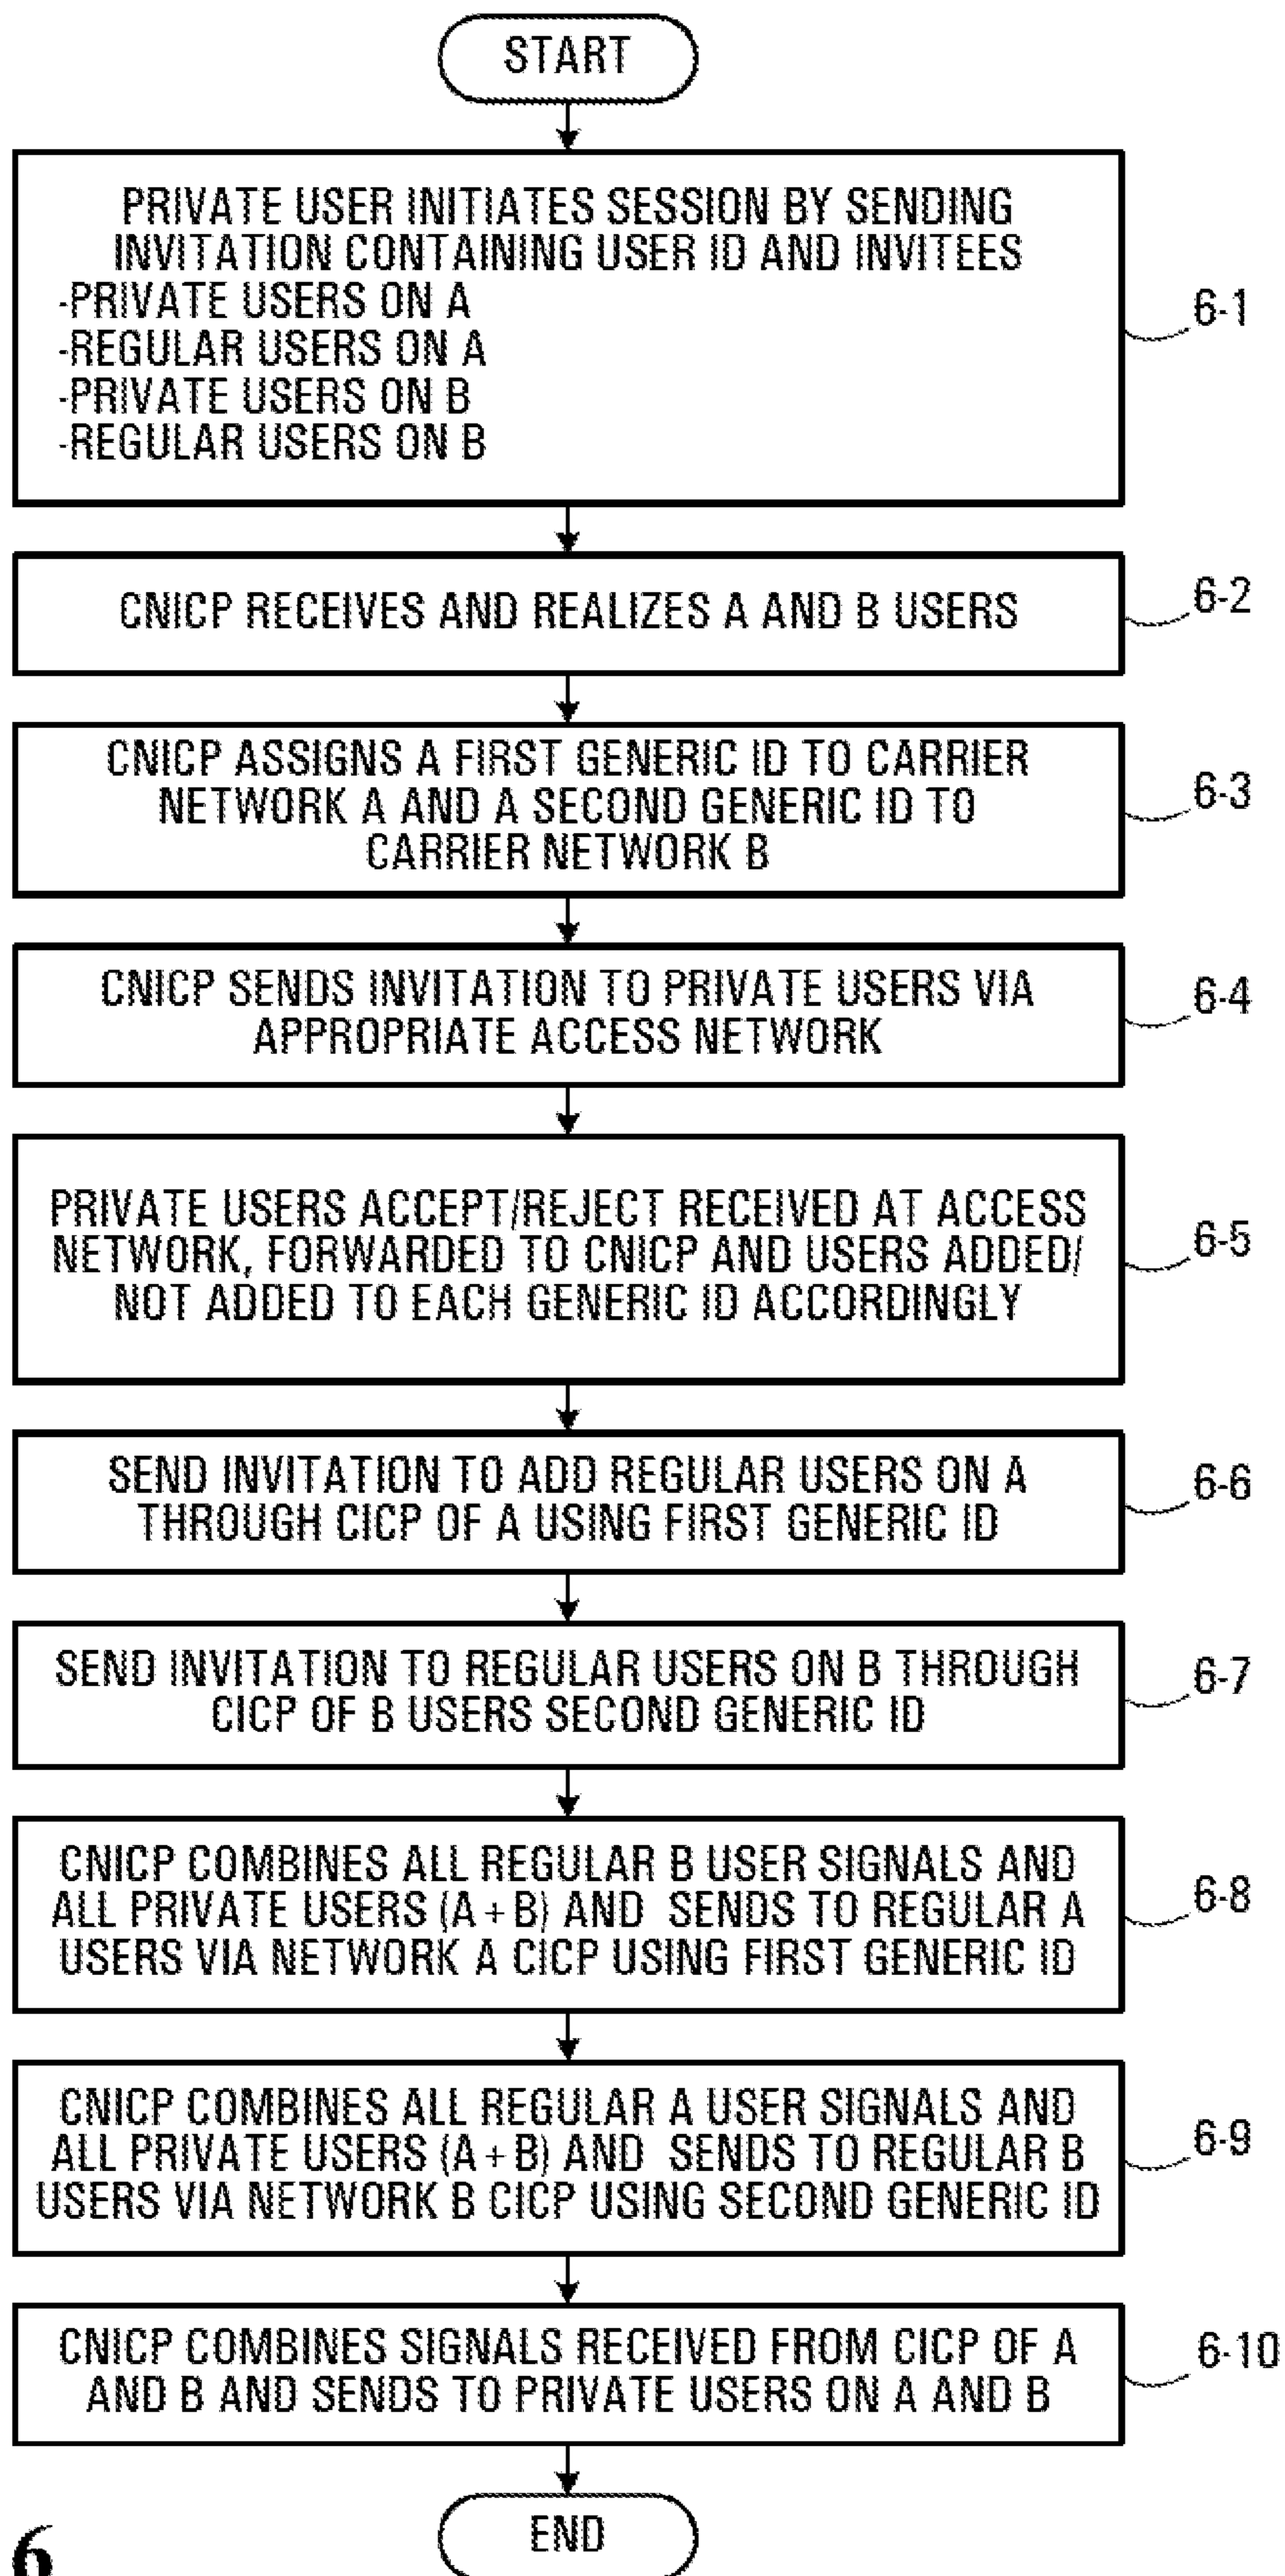 START
PRIVATE USER INITIATES SESSION BY SENDING
INVITATION CONTAINING USER ID AND INVITEES
-PRIVATE USERS ON A
-REGULAR USERS ON A
-PRIVATE USERS ON B
-REGULAR USERS ON B
6-1
CNICP RECEIVES AND REALIZES A AND B USERS
6-2
CNICP ASSIGNS A FIRST GENERIC ID TO CARRIER
NETWORK A AND A SECOND GENERIC ID TO
CARRIER NETWORK B
6-3
CNICP SENDS INVITATION TO PRIVATE USERS VIA
APPROPRIATE ACCESS NETWORK
6-4
PRIVATE USERS ACCEPT/REJECT RECEIVED AT ACCESS
NETWORK, FORWARDED TO CNICP AND USERS ADDED/
NOT ADDED TO EACH GENERIC ID ACCORDINGLY
6-5
SEND INVITATION TO ADD REGULAR USERS ON A
THROUGH CICP OF A USING FIRST GENERIC ID
6-6
SEND INVITATION TO REGULAR USERS ON B THROUGH
CICP OF B USERS SECOND GENERIC ID
6-7
CNICP COMBINES ALL REGULAR B USER SIGNALS AND
ALL PRIVATE USERS (A + B) AND SENDS TO REGULAR A
USERS VIA NETWORK A CICP USING FIRST GENERIC ID
6-8
CNICP COMBINES ALL REGULAR A USER SIGNALS AND
ALL PRIVATE USERS (A + B) AND SENDS TO REGULAR B
USERS VIA NETWORK B CICP USING SECOND GENERIC ID
6-9
CNICP COMBINES SIGNALS RECEIVED FROM CICP OF A
AND B AND SENDS TO PRIVATE USERS ON A AND B
6-10
END
6